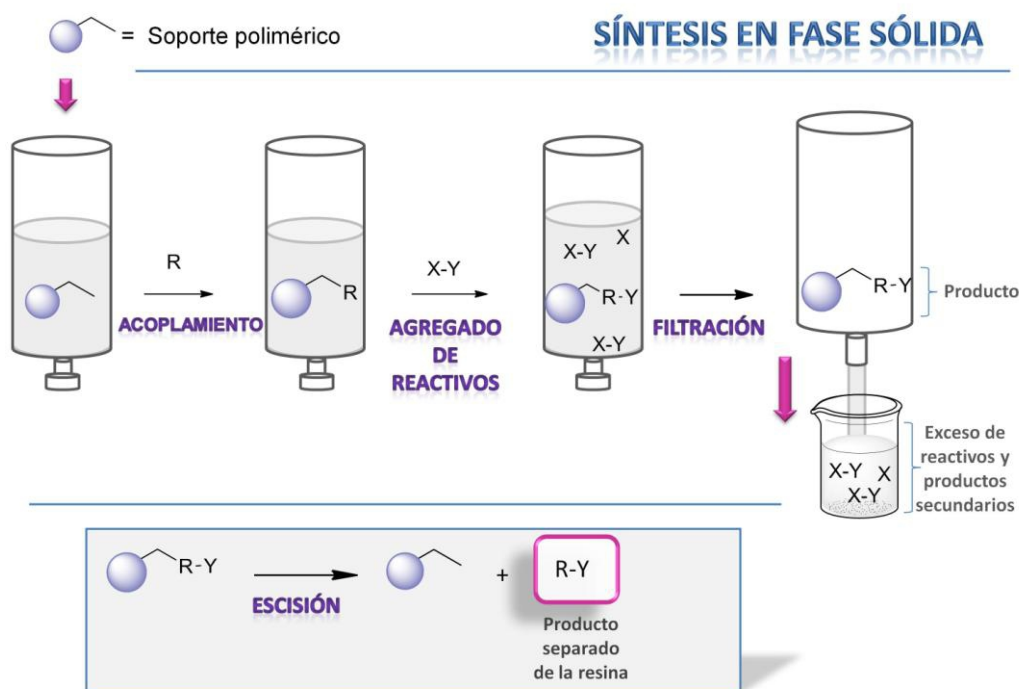 = Soporte polimérico
SÍNTESIS EN FASE SÓLIDA
R
ACOPLAMIENTO
R
X-Y
AGREGADO
DE
REACTIVOS
X-Y
X
R-Y
X-Y
FILTRACIÓN
R-Y
Producto
X-Y
X
X-Y
Exceso de
reactivos y
productos
secundarios
R-Y
ESCISIÓN
+
R-Y
Producto
separado
de la resina